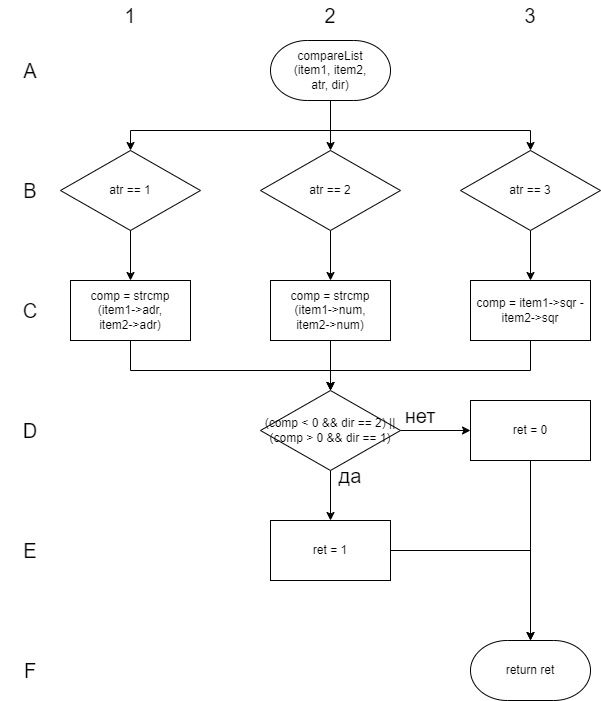 1 2 3
A
compareList
(item1, item2,
atr, dir)
B
atr == 1
atr == 2
atr == 3
C
comp = strcmp
(item1->adr,
item2->adr)
comp = strcmp
(item1->num,
item2->num)
comp = item1->sqr -
item2->sqr
D
(comp < 0 && dir == 2) ||
(comp > 0 && dir == 1)
нет
ret = 0
да
E
ret = 1
F
return ret